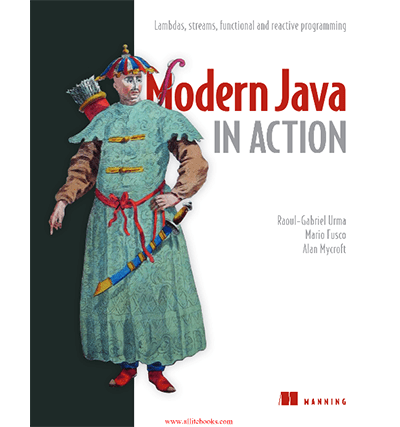 Lambdas, streams, functional and reactive programming
Modern Java
IN ACTION
Raoul-Gabriel Urma
Mario Fusco
Alan Mycroft
MANNING
www.allitebooks.com